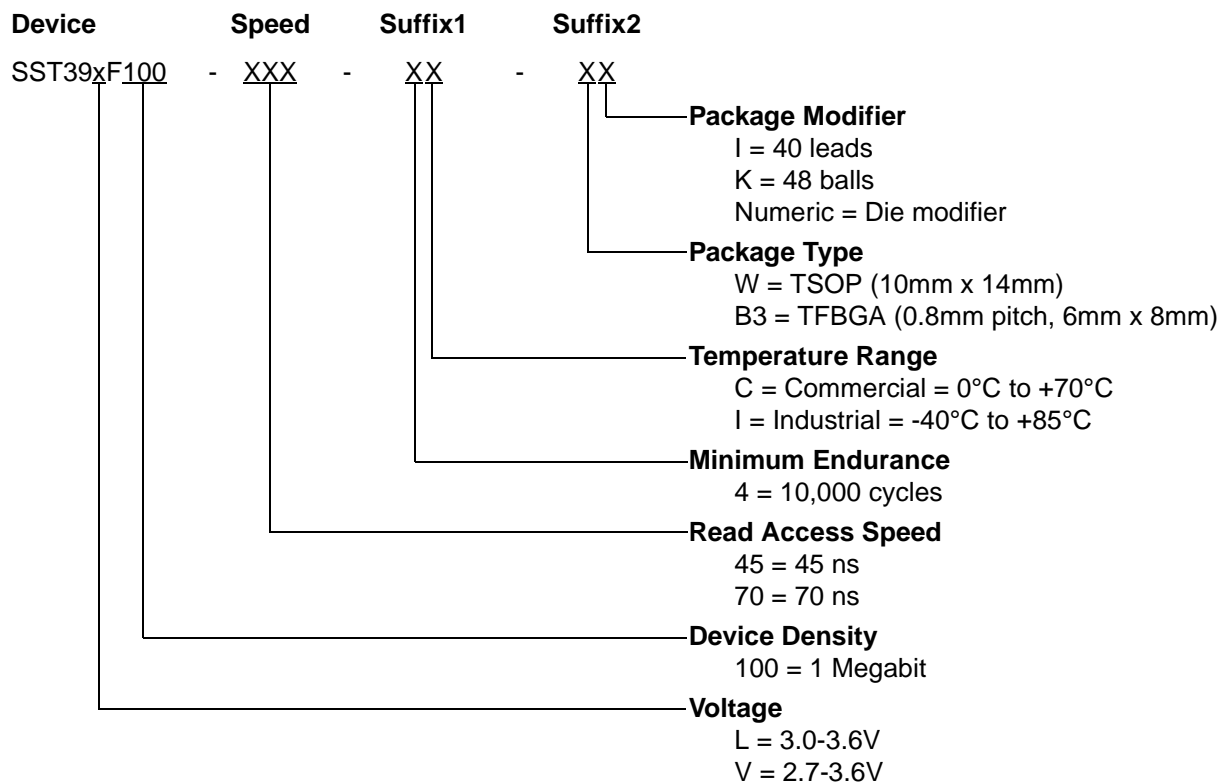 Device Speed Suffix1 Suffix2
SST39xF100 - XXX - XX - XX
Package Modifier
I = 40 leads
K = 48 balls
Numeric = Die modifier
Package Type
W = TSOP (10mm x 14mm)
B3 = TFBGA (0.8mm pitch, 6mm x 8mm)
Temperature Range
C = Commercial = 0°C to +70°C
I = Industrial = -40°C to +85°C
Minimum Endurance
4 = 10,000 cycles
Read Access Speed
45 = 45 ns
70 = 70 ns
Device Density
100 = 1 Megabit
Voltage
L = 3.0-3.6V
V = 2.7-3.6V